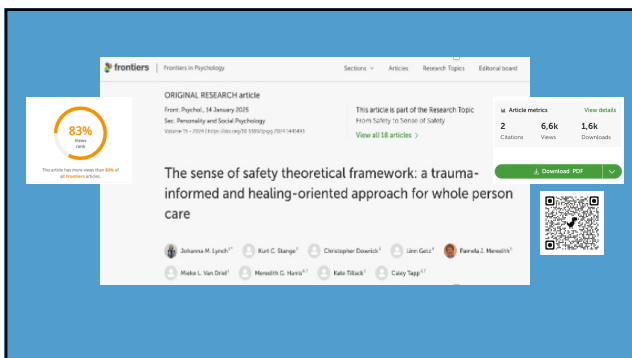 frontiers
Frontiers in Psychology
Sections
Articles
Research Topics
Editorial board
ORIGINAL RESEARCH article
Front. Psychol., 14 January 2025
Sec. Personality and Social Psychology
Volume 15 - 2024 |
This article is part of the Research Topic
From Safety to Sense of Safety
View all 18 articles >
83%
Views
rank
This article has more views than 83% of
all Frontiers articles.
Article metrics
View details
2
6,6k
1,6k
Citations
Views
Downloads
Download PDF
The sense of safety theoretical framework: a trauma-
informed and healing-oriented approach for whole person
care
Johanna M. Lynch
Kurt C. Stange
Christopher Dowrick
Linn Getz
Pamela J. Meredith
Mieke L. Van Driel
Meredith G. Harris
Kate Tillack
Caley Tapp